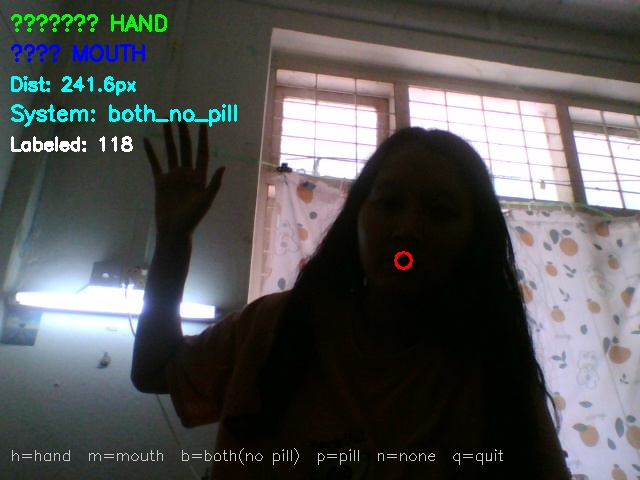 ??????? HAND
???? MOUTH
Dist: 241.6px
System: both_no_pill
Labeled: 118
h=hand m=mouth b=both(no pill) p=pill n=none q=quit